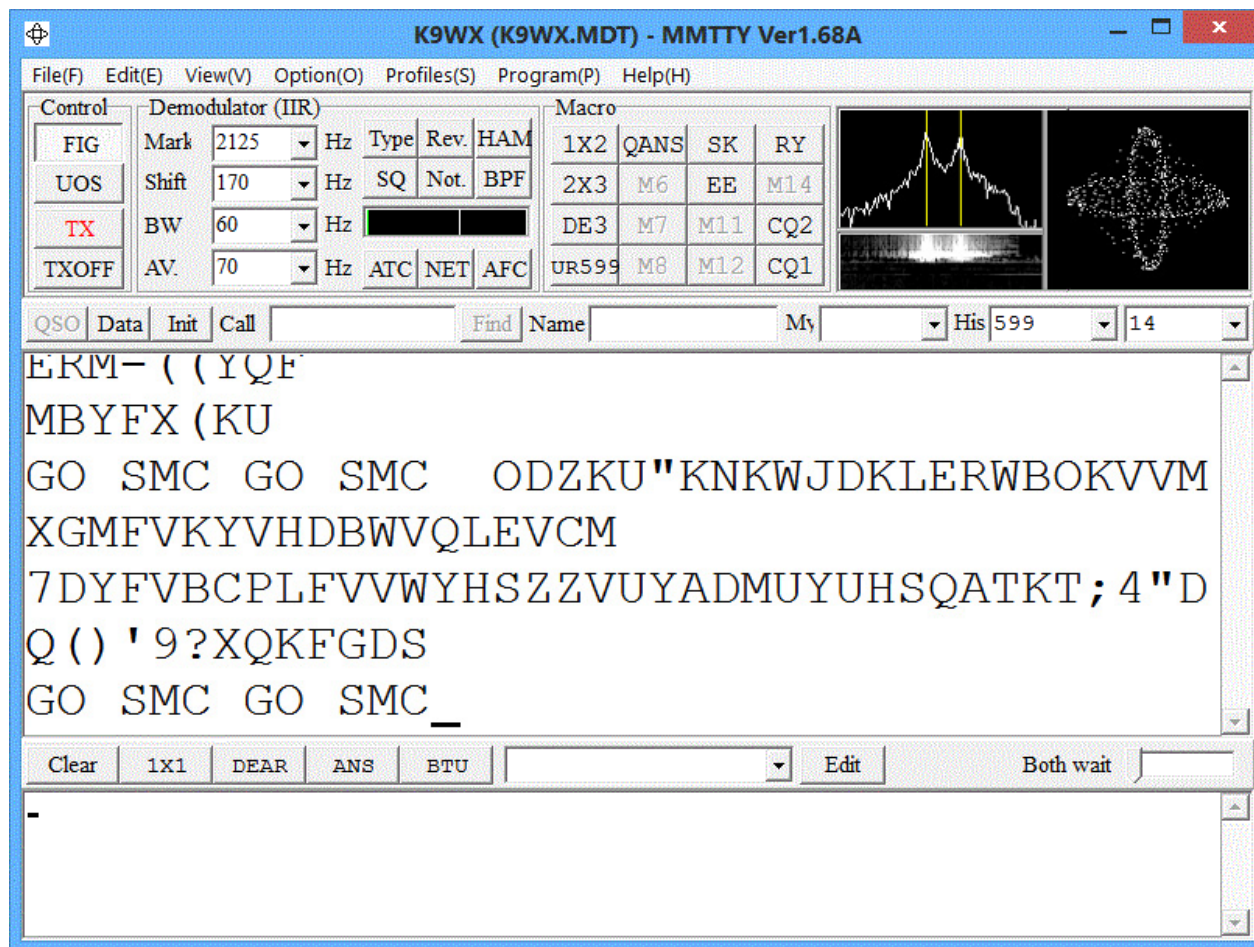 K9WX (K9WX.MDT) - MMTTY Ver1.68A
File(F) Edit(E) View(V) Option(O) Profiles(S) Program(P) Help(H)
Control Demodulator (IIR) Macro
FIG Mark 2125 Hz Type Rev. HAM 1X2 QANS SK RY
UOS Shift 170 Hz SQ Not. BPF 2X3 M6 EE M14
TX BW 60 Hz DE3 M7 M11 CQ2
TXOFF AV. 70 Hz ATC NET AFC UR599 M8 M12 CQ1
QSO Data Init Call Find Name My His 599 14
ERM-((YQF
MBYFX(KU
GO SMC GO SMC  ODZKU"KNKWJDKLERWBOKVVM
XGMFVKYVHDBWVQLEVCM
7DYFVBCPLFVVWYHSZZVUYADMUYUHSQATKT;4"D
Q()'9?XQKFGDS
GO SMC GO SMC_
Clear 1X1 DEAR ANS BTU Edit Both wait